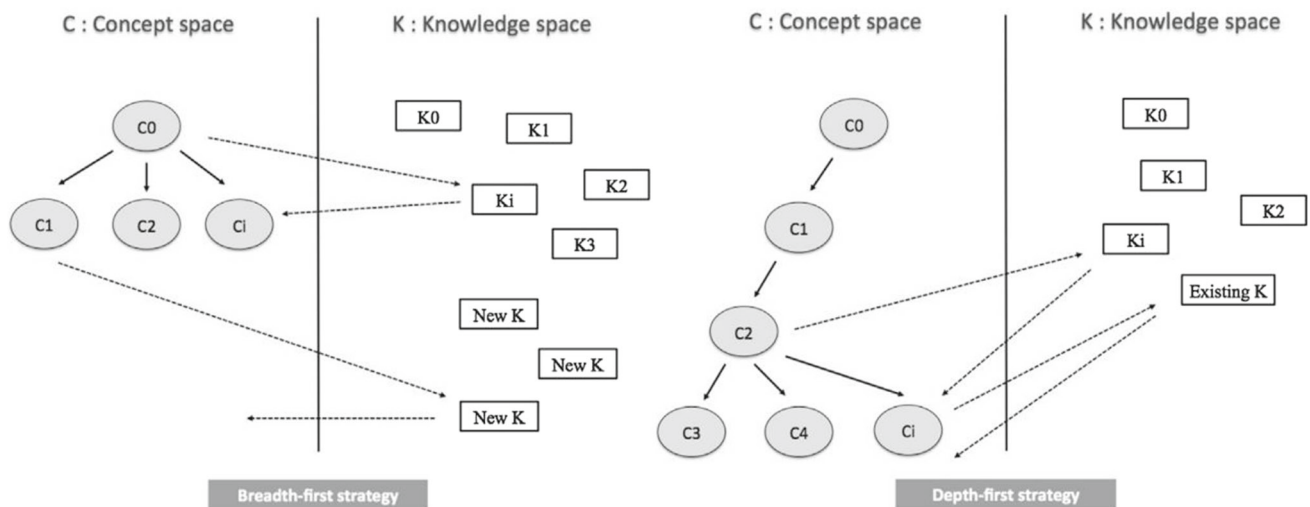 C : Concept space
K : Knowledge space
C0
K0
K1
Ki
K2
C1
C2
Ci
K3
New K
New K
New K
Breadth-first strategy
C : Concept space
K : Knowledge space
C0
K0
K1
K2
C1
Ki
Existing K
C2
C3
C4
Ci
Depth-first strategy